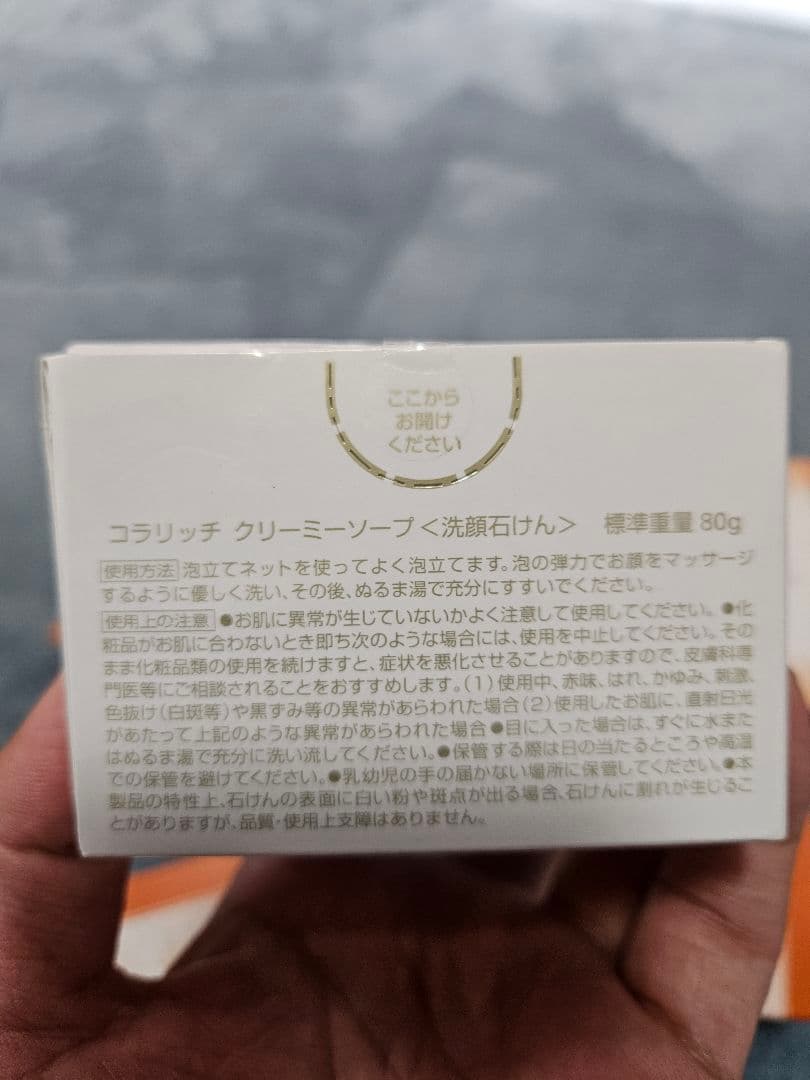 ここから
お開け
ください
コラリッチ クリーミーソープ＜洗顔石けん＞ 標準重量 80g
使用方法 泡立てネットを使ってよく泡立てます。泡の弾力でお顔をマッサージ
するように優しく洗い、その後、ぬるま湯で充分にすすいでください。
使用上の注意 ●お肌に異常が生じていないかよく注意して使用してください。●化
粧品がお肌に合わないとき即ち次のような場合には、使用を中止してください。その
まま化粧品類の使用を続けますと、症状を悪化させることがありますので、皮膚科専
門医等にご相談されることをおすすめします。(1)使用中、赤味、はれ、かゆみ、刺激、
色抜け(白斑等)や黒ずみ等の異常があらわれた場合(2)使用したお肌に、直射日光
があたって上記のような異常があらわれた場合●目に入った場合は、すぐに水また
はぬるま湯で充分に洗い流してください。●保管する際は日の当たるところや高温
での保管を避けてください。●乳幼児の手の届かない場所に保管してください。●本
製品の特性上、石けんの表面に白い粉や斑点が出る場合、石けんに割れが生じるこ
とがありますが、品質・使用上支障はありません。